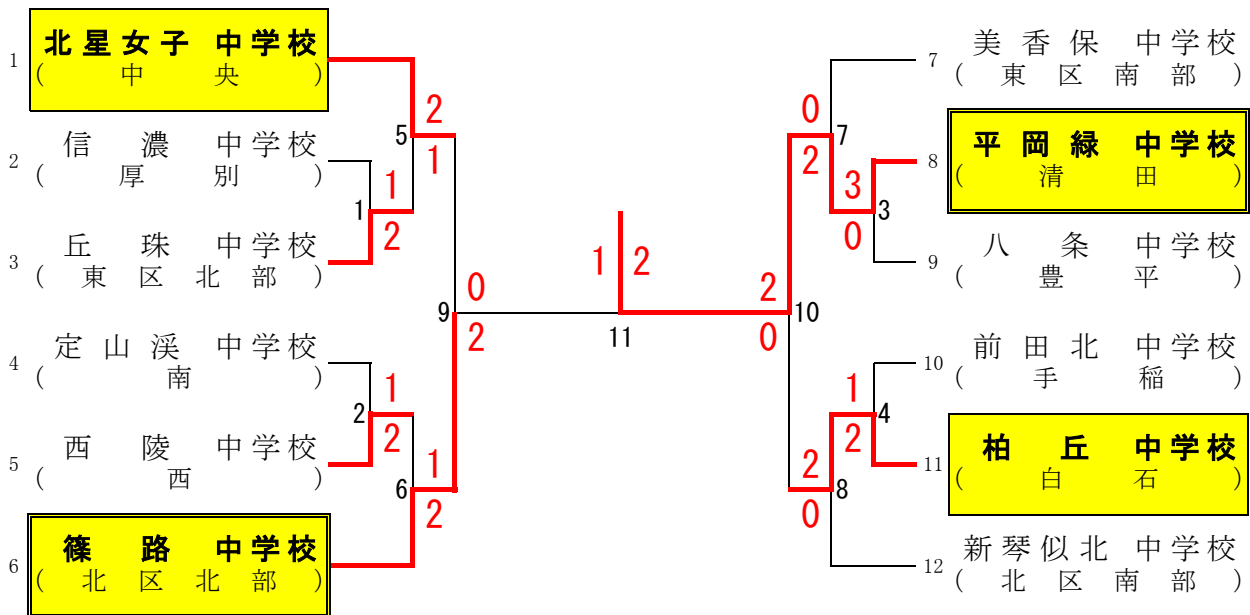 1
北星女子 中学校
( 中 央 )
2
信 濃 中学校
( 厚 別 )
3
丘 珠 中学校
( 東 区 北 部 )
4
定 山 渓 中学校
( 南 )
5
西 陵 中学校
( 西 )
6
篠 路 中学校
( 北 区 北 部 )
5
2
1
1
1
2
9
0
2
2
1
2
6
1
2
1
2
11
2
0
10
0
2
7
3
0
3
1
2
4
2
0
8
7
美 香 保 中学校
( 東 区 南 部 )
8
平 岡 緑 中学校
( 清 田 )
9
八 条 中学校
( 豊 平 )
10
前 田 北 中学校
( 手 稲 )
11
柏 丘 中学校
( 白 石 )
12
新琴似北 中学校
( 北 区 南 部 )